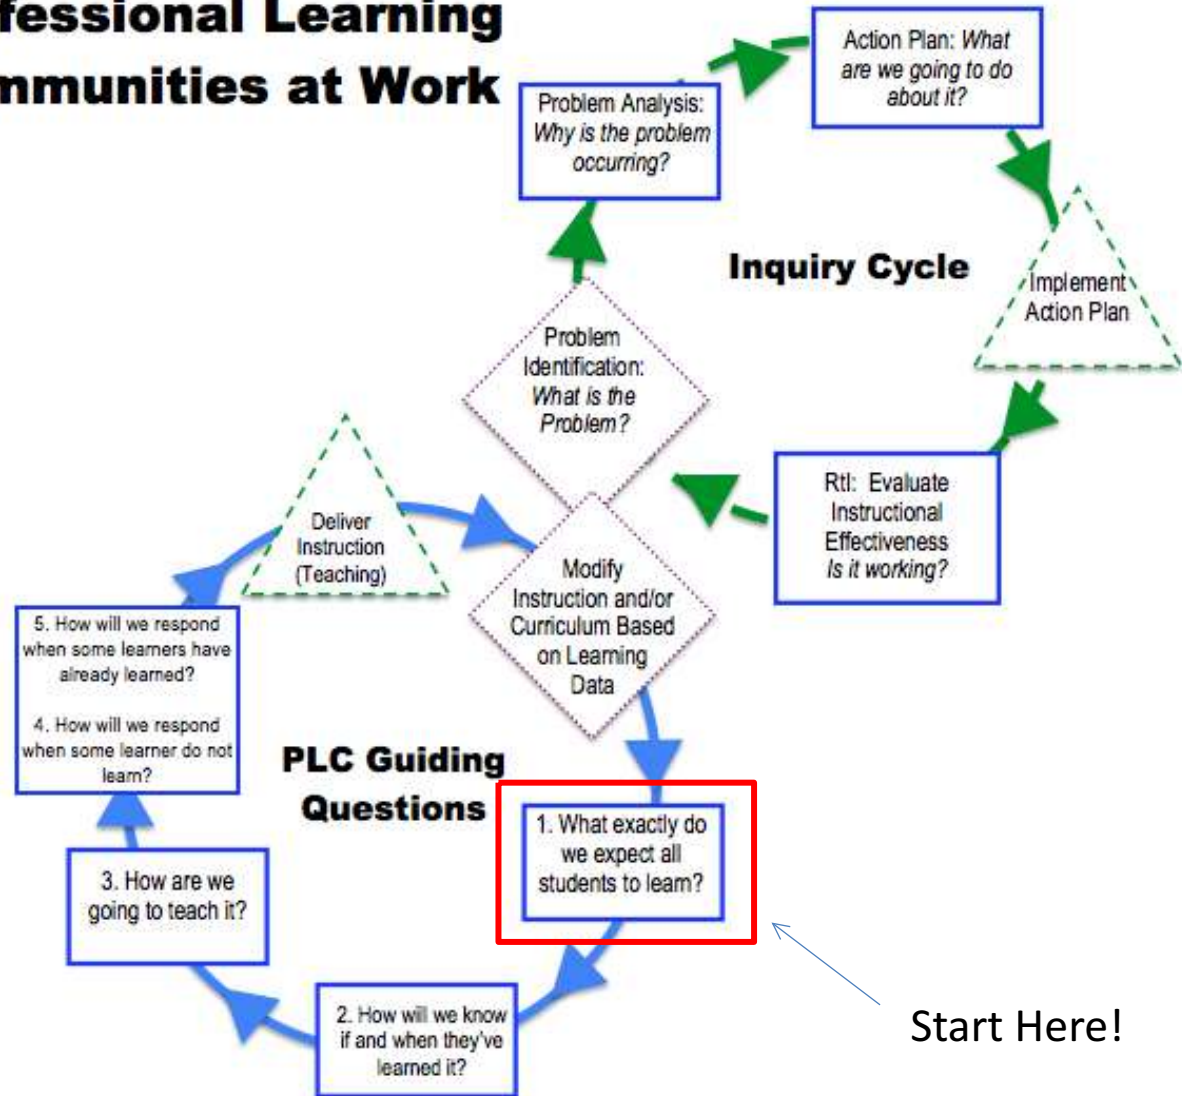 fessional Learning
mmunities at Work
Problem Analysis:
Why is the problem
occurring?
Action Plan: What
are we going to do
about it?
Inquiry Cycle
Implement
Action Plan
Problem
Identification:
What is the
Problem?
RtI: Evaluate
Instructional
Effectiveness
Is it working?
Deliver
Instruction
(Teaching)
Modify
Instruction and/or
Curriculum Based
on Learning
Data
5. How will we respond
when some learners have
already learned?
4. How will we respond
when some learner do not
learn?
PLC Guiding
Questions
1. What exactly do
we expect all
students to learn?
3. How are we
going to teach it?
2. How will we know
if and when they've
learned it?
Start Here!